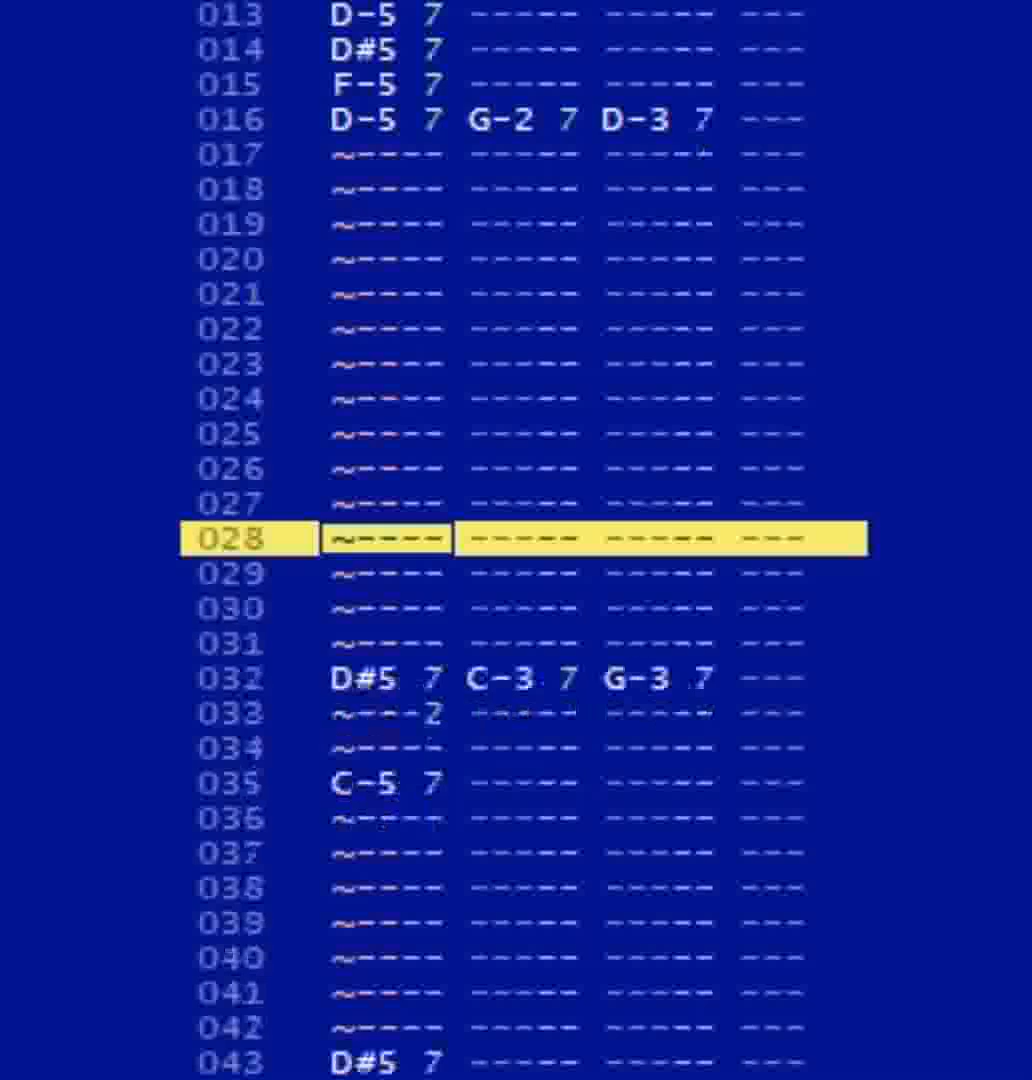 013 D-5 7 ----- ----- ---
014 D#5 7 ----- ----- ---
015 F-5 7 ----- ----- ---
016 D-5 7 G-2 7 D-3 7 ---
017 ~---- ----- ----- ---
018 ~---- ----- ----- ---
019 ~---- ----- ----- ---
020 ~---- ----- ----- ---
021 ~---- ----- ----- ---
022 ~---- ----- ----- ---
023 ~---- ----- ----- ---
024 ~---- ----- ----- ---
025 ~---- ----- ----- ---
026 ~---- ----- ----- ---
027 ~---- ----- ----- ---
028 ~---- ----- ----- ---
029 ~---- ----- ----- ---
030 ~---- ----- ----- ---
031 ~---- ----- ----- ---
032 D#5 7 C-3 7 G-3 7 ---
033 ~---2 ----- ----- ---
034 ~---- ----- ----- ---
035 C-5 7 ----- ----- ---
036 ~---- ----- ----- ---
037 ~---- ----- ----- ---
038 ~---- ----- ----- ---
039 ~---- ----- ----- ---
040 ~---- ----- ----- ---
041 ~---- ----- ----- ---
042 ~---- ----- ----- ---
043 D#5 7 ----- ----- ---